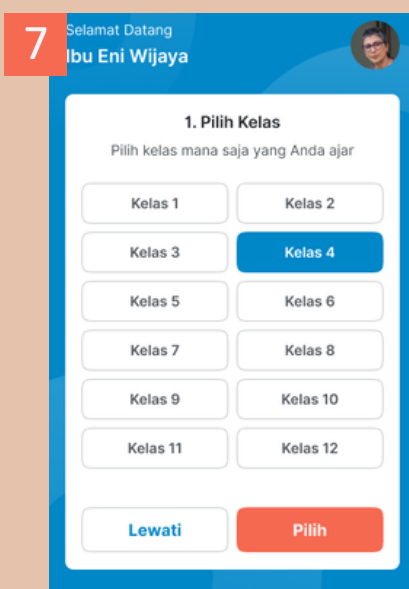 7
Selamat Datang
Ibu Eni Wijaya
1. Pilih Kelas
Pilih kelas mana saja yang Anda ajar
Kelas 1
Kelas 2
Kelas 3
Kelas 4
Kelas 5
Kelas 6
Kelas 7
Kelas 8
Kelas 9
Kelas 10
Kelas 11
Kelas 12
Lewati
Pilih